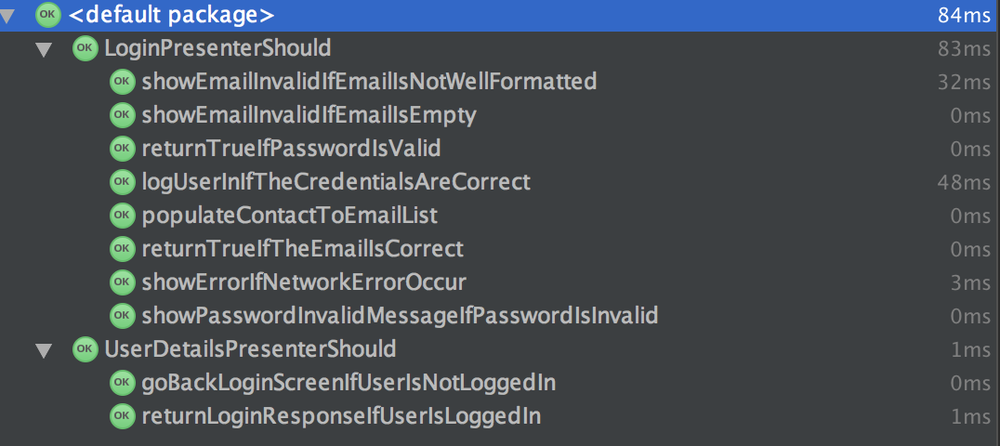 OK <default package> 84ms
OK LoginPresenterShould 83ms
OK showEmailInvalidIfEmailIsNotWellFormatted 32ms
OK showEmailInvalidIfEmailIsEmpty 0ms
OK returnTrueIfPasswordIsValid 0ms
OK logUserInIfTheCredentialsAreCorrect 48ms
OK populateContactToEmailList 0ms
OK returnTrueIfTheEmailIsCorrect 0ms
OK showErrorIfNetworkErrorOccur 3ms
OK showPasswordInvalidMessageIfPasswordIsInvalid 0ms
OK UserDetailsPresenterShould 1ms
OK goBackLoginScreenIfUserIsNotLoggedIn 0ms
OK returnLoginResponseIfUserIsLoggedIn 1ms